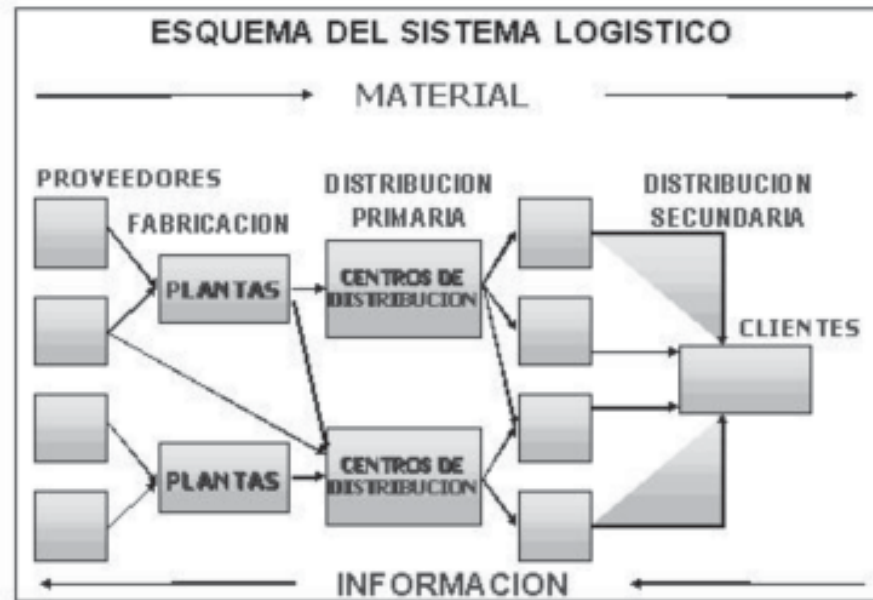 ESQUEMA DEL SISTEMA LOGISTICO
MATERIAL
PROVEEDORES
FABRICACION
DISTRIBUCION
PRIMARIA
DISTRIBUCION
SECUNDARIA
PLANTAS
CENTROS DE
DISTRIBUCION
CLIENTES
PLANTAS
CENTROS DE
DISTRIBUCION
INFORMACION